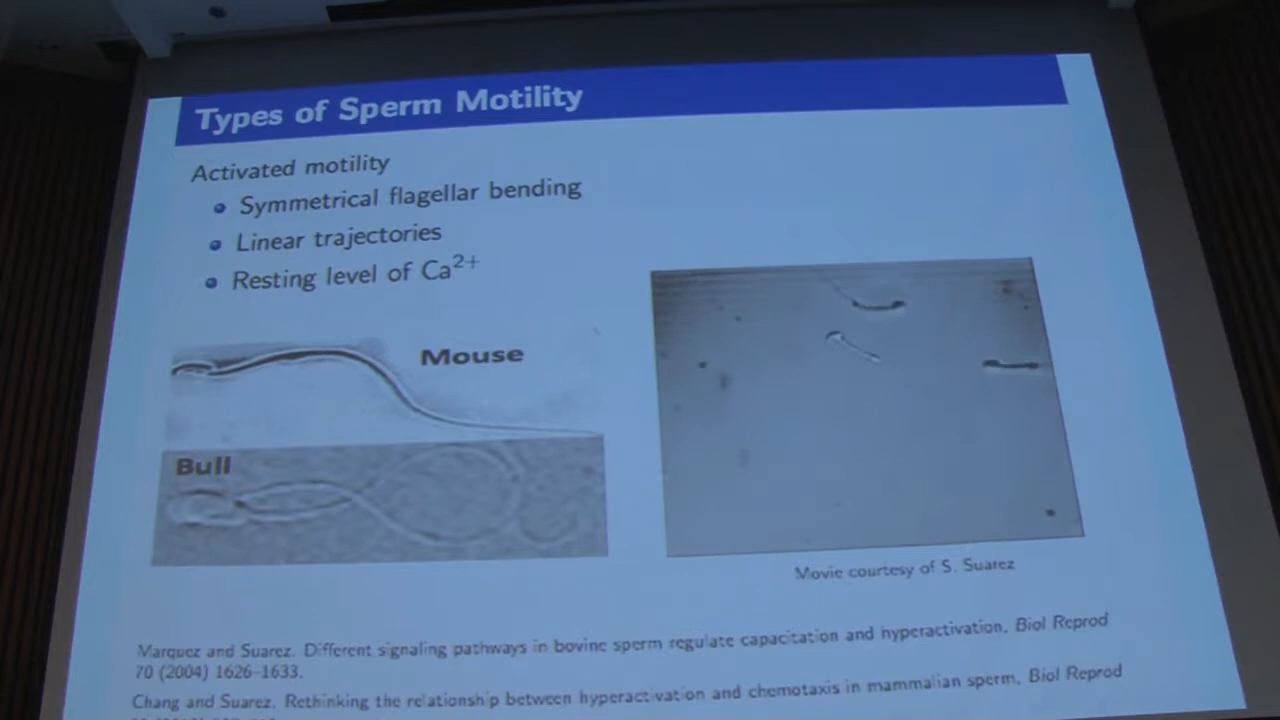 Types of Sperm Motility
Activated motility
Symmetrical flagellar bending
Linear trajectories
Resting level of Ca2+
Mouse
Bull
Movie courtesy of S. Suarez
Marquez and Suarez. Different signaling pathways in bovine sperm regulate capacitation and hyperactivation, Biol Reprod
70 (2004) 1626–1633.
Chang and Suarez. Rethinking the relationship between hyperactivation and chemotaxis in mammalian sperm, Biol Reprod